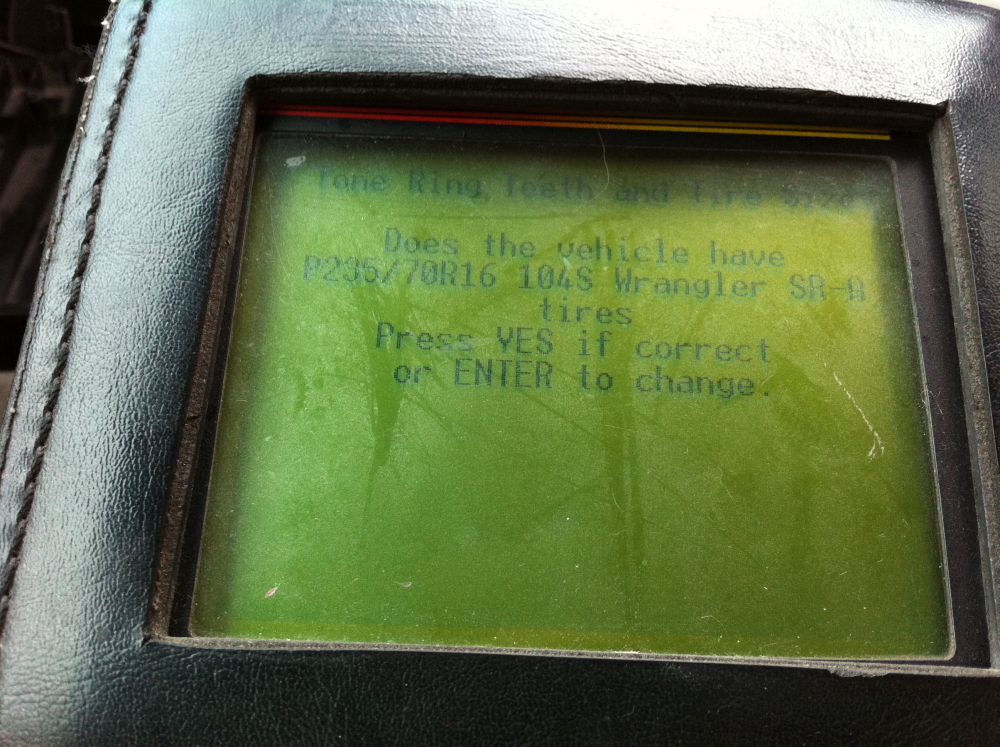 Tone Ring Teeth and Tire Size
Does the vehicle have
P235/70R16 104S Wrangler SR-A
tires
Press YES if correct
or ENTER to change.